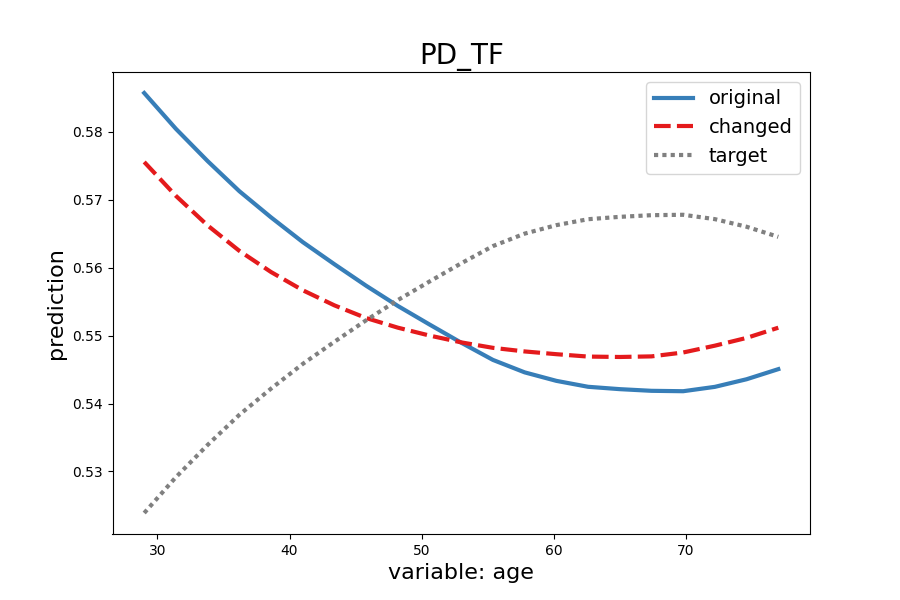 PD_TF
original
changed
target
0.58
0.57
0.56
0.55
0.54
0.53
prediction
30 40 50 60 70
variable: age